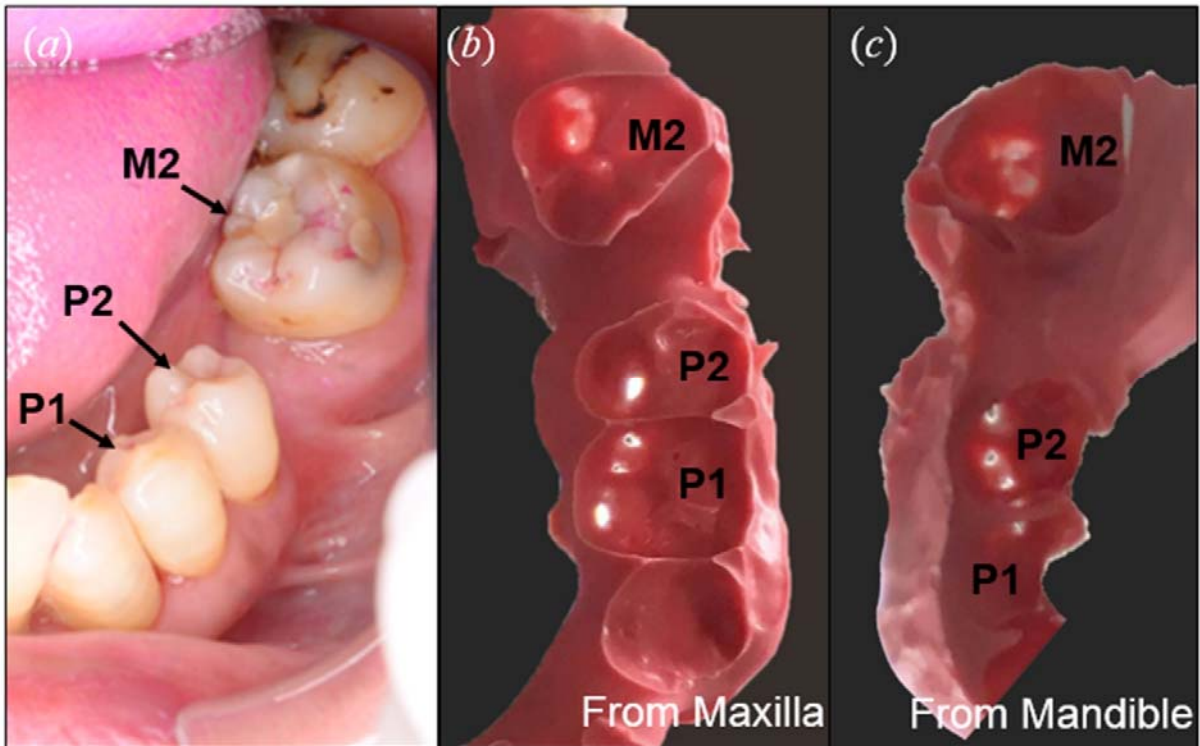 (a)
M2
P2
P1
(b)
M2
P2
P1
From Maxilla
(c)
M2
P2
P1
From Mandible